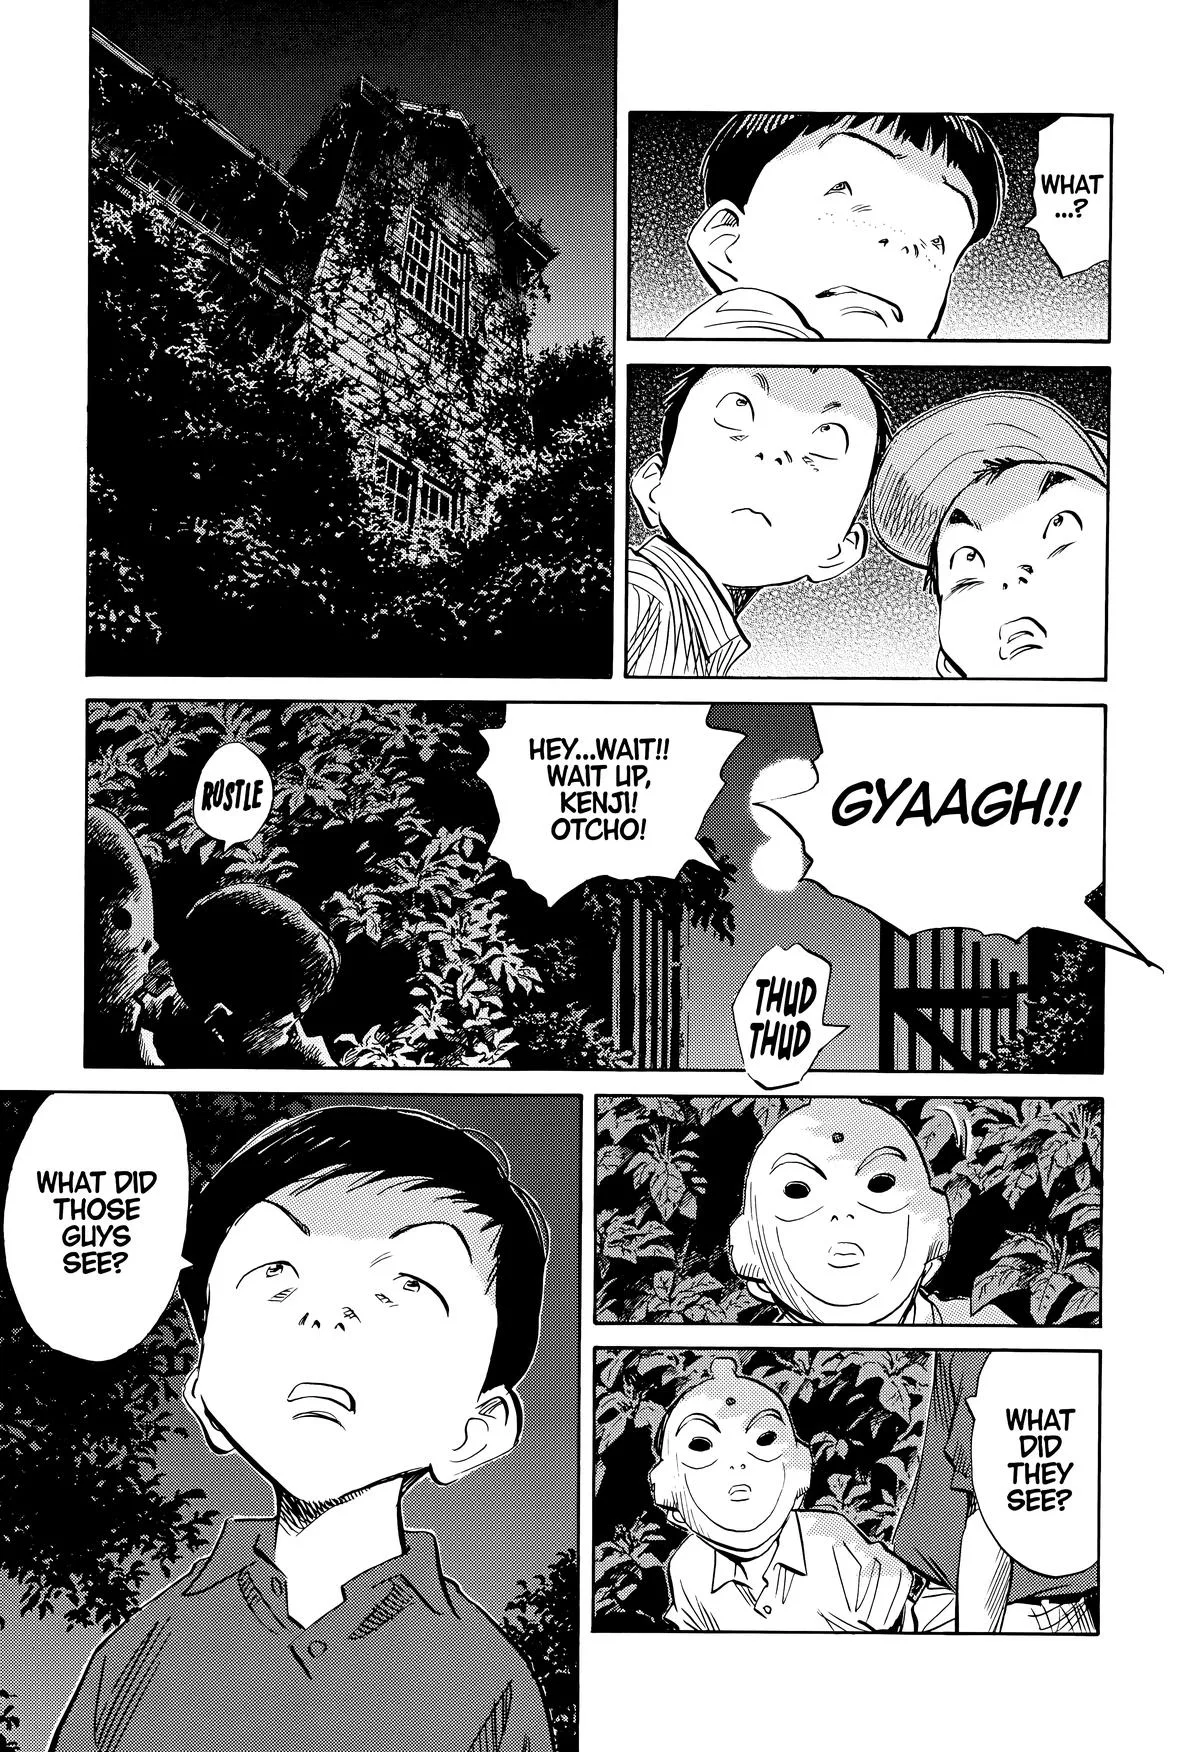 WHAT
...?
GYAAGH!!
HEY...WAIT!!
WAIT UP,
KENJI!
OTCHO!
THUD
THUD
RUSTLE
WHAT
DID
THEY
SEE?
WHAT DID
THOSE
GUYS
SEE?